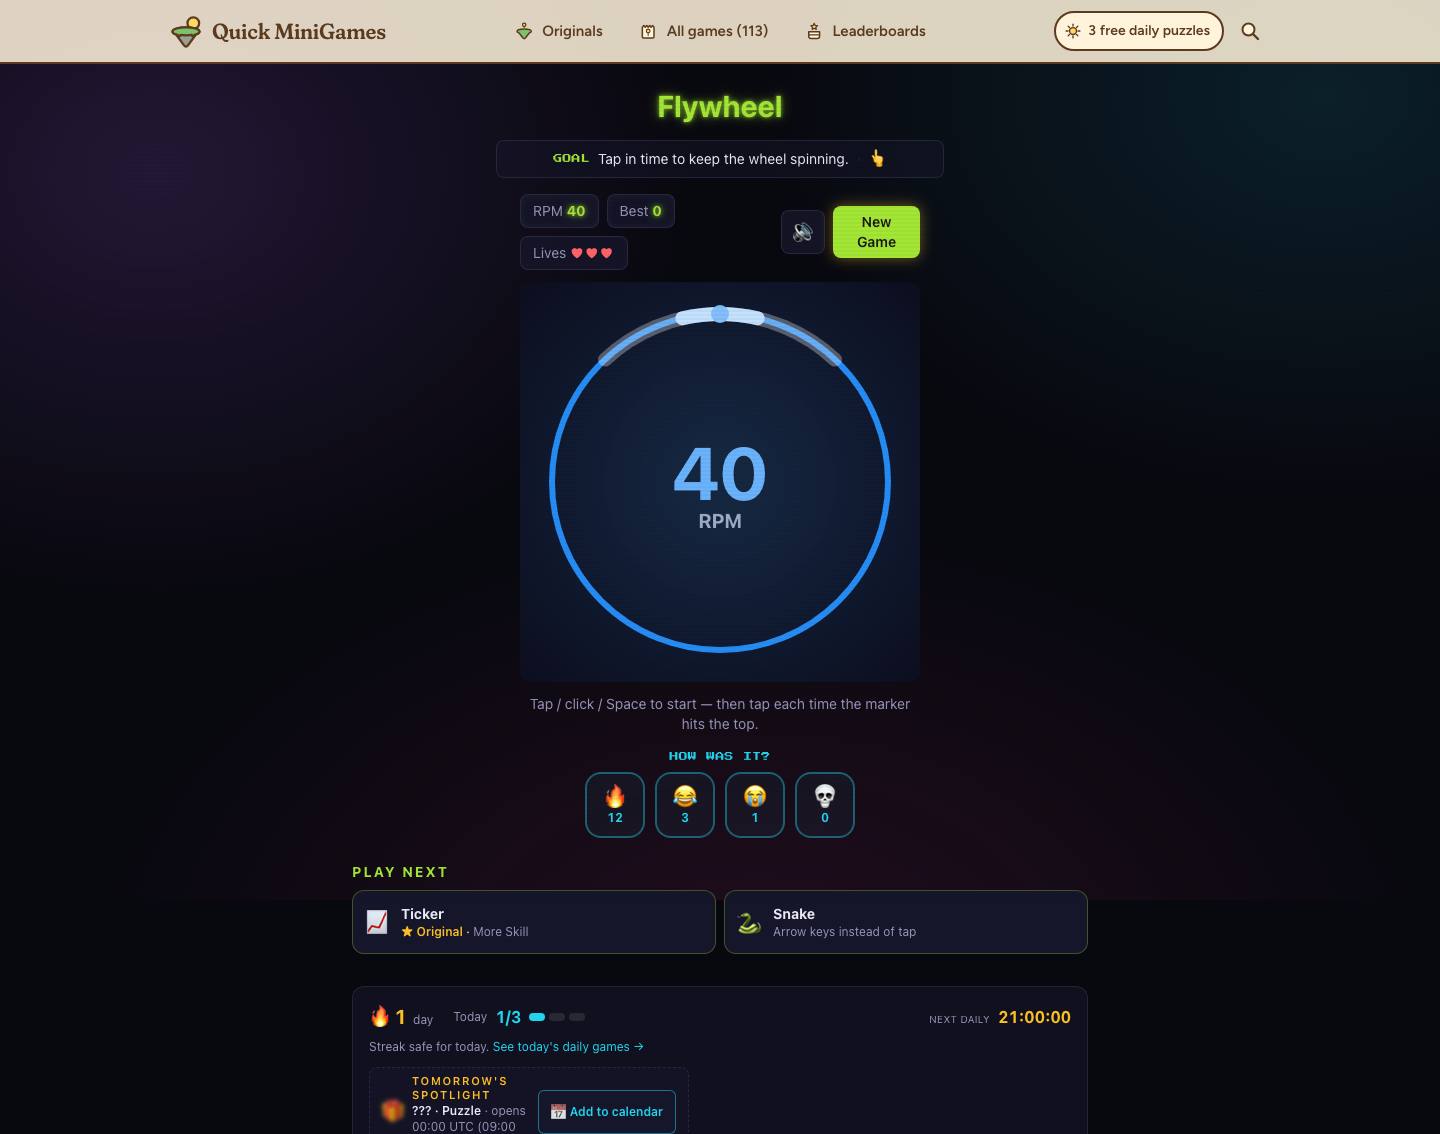 Quick MiniGames
Originals
All games (113)
Leaderboards
3 free daily puzzles
Flywheel
GOAL Tap in time to keep the wheel spinning.
RPM 40
Best 0
Lives
New
Game
40
RPM
Tap / click / Space to start — then tap each time the marker
hits the top.
HOW WAS IT?
12
3
1
0
PLAY NEXT
Ticker
Original · More Skill
Snake
Arrow keys instead of tap
1 day
Today 1/3
NEXT DAILY 21:00:00
Streak safe for today. See today's daily games →
TOMORROW'S
SPOTLIGHT
??? · Puzzle · opens
00:00 UTC (09:00
Add to calendar